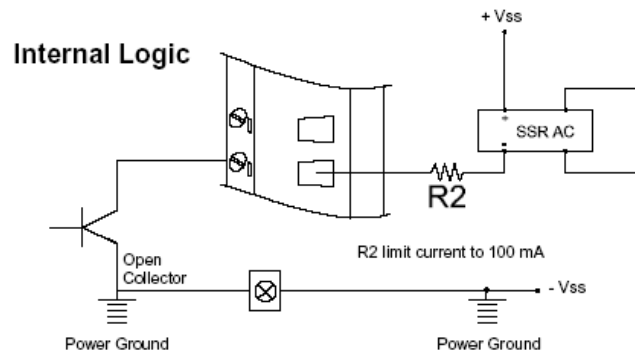 + Vss
Internal Logic
+
SSR AC
-
R2
R2 limit current to 100 mA
Open
Collector
- Vss
Power Ground
Power Ground